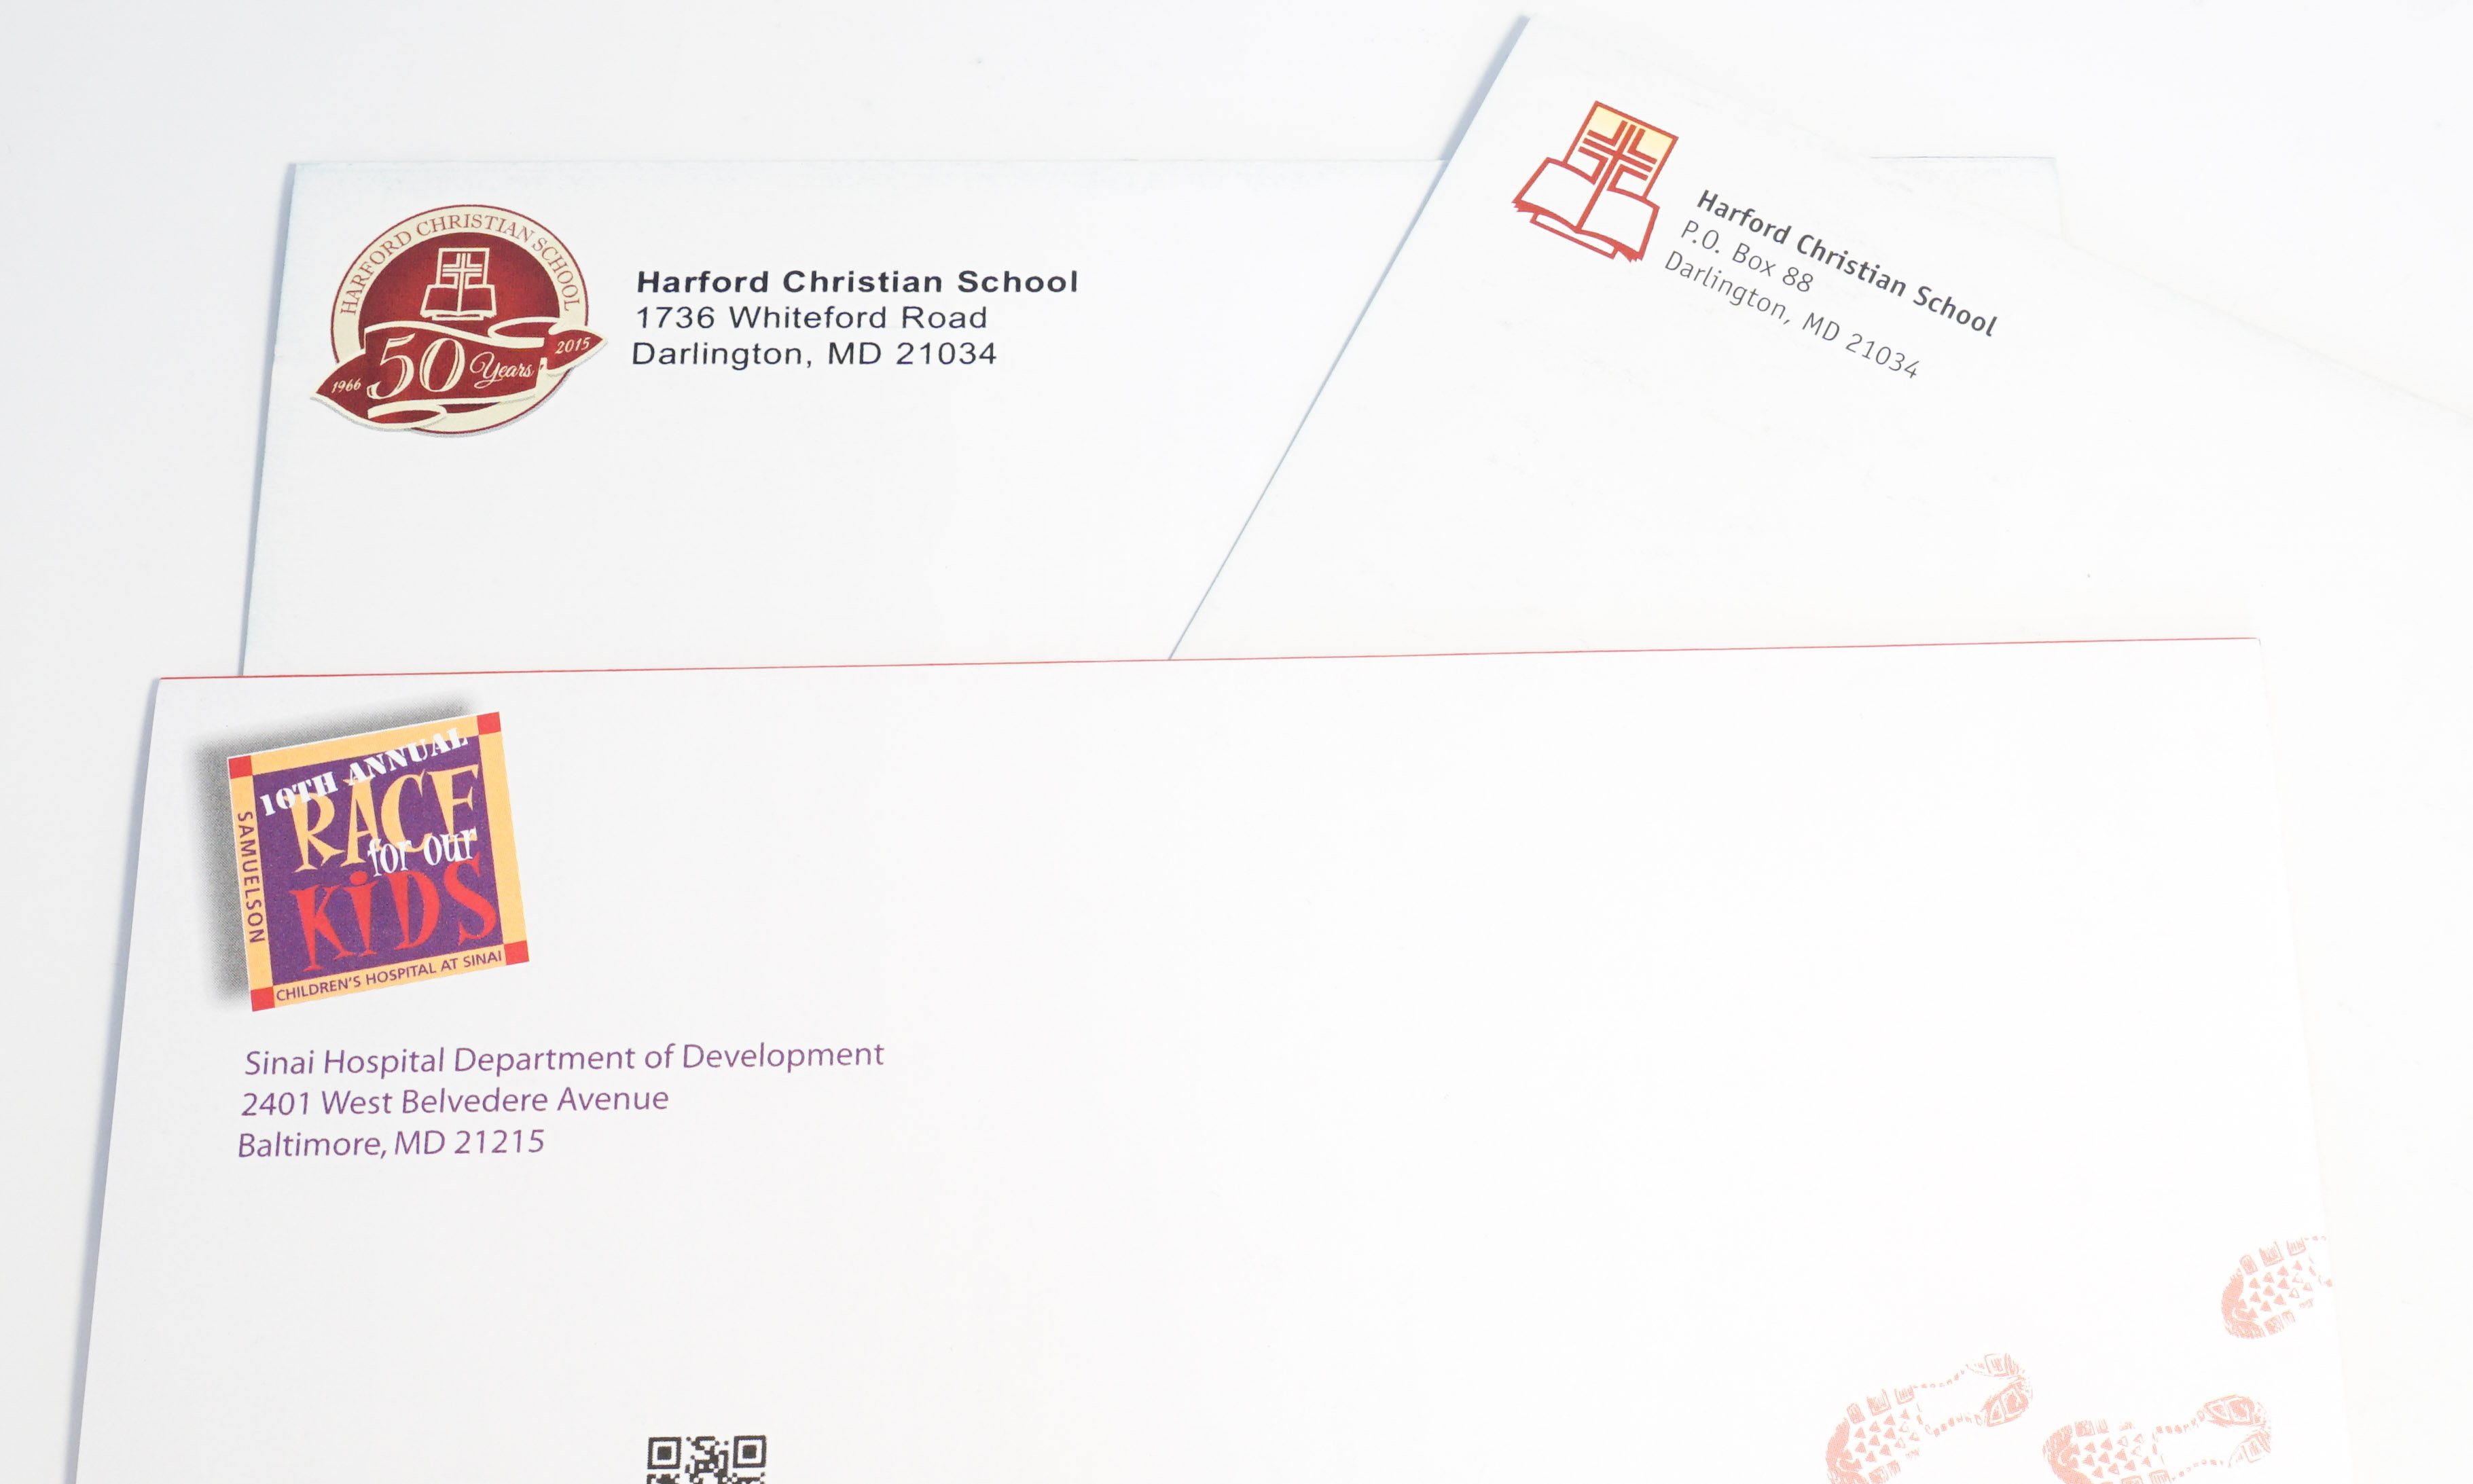 HARFORD CHRISTIAN SCHOOL
1966 50 Years 2015
Harford Christian School
1736 Whiteford Road
Darlington, MD 21034
Harford Christian School
P.O. Box 88
Darlington, MD 21034
10TH ANNUAL
RACE
for our
KiDS
SAMUELSON
CHILDREN'S HOSPITAL AT SINAI
Sinai Hospital Department of Development
2401 West Belvedere Avenue
Baltimore, MD 21215